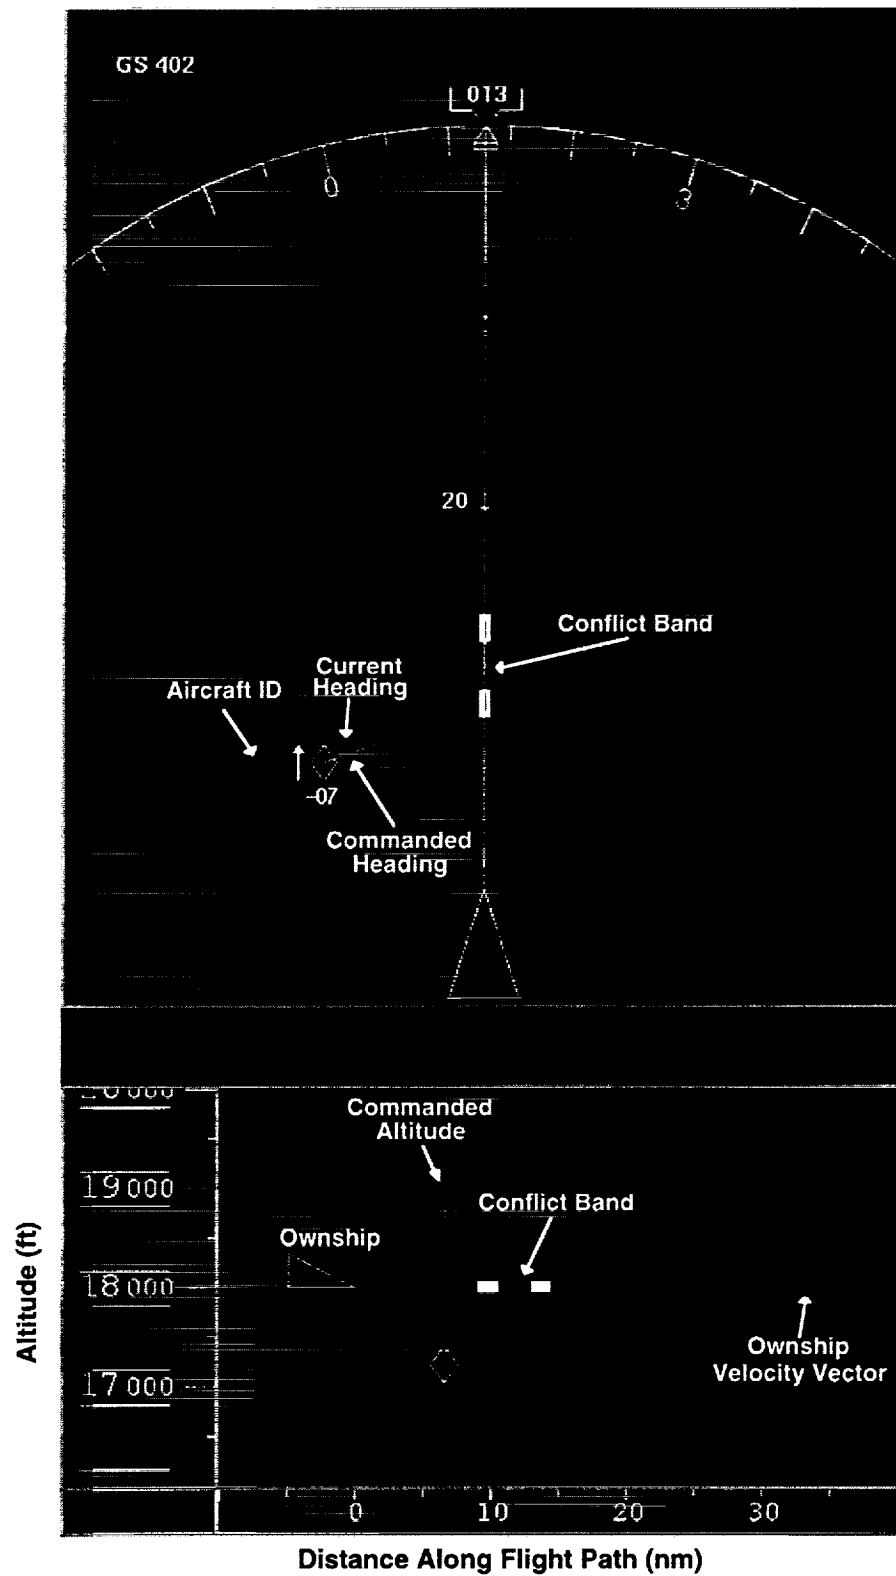 GS 402
013
0
3
20
Conflict Band
Current
Heading
Aircraft ID
-07
Commanded
Heading
Commanded
Altitude
19 000
Conflict Band
Ownship
18 000
Altitude (ft)
Ownship
Velocity Vector
17 000
0
10
20
30
Distance Along Flight Path (nm)